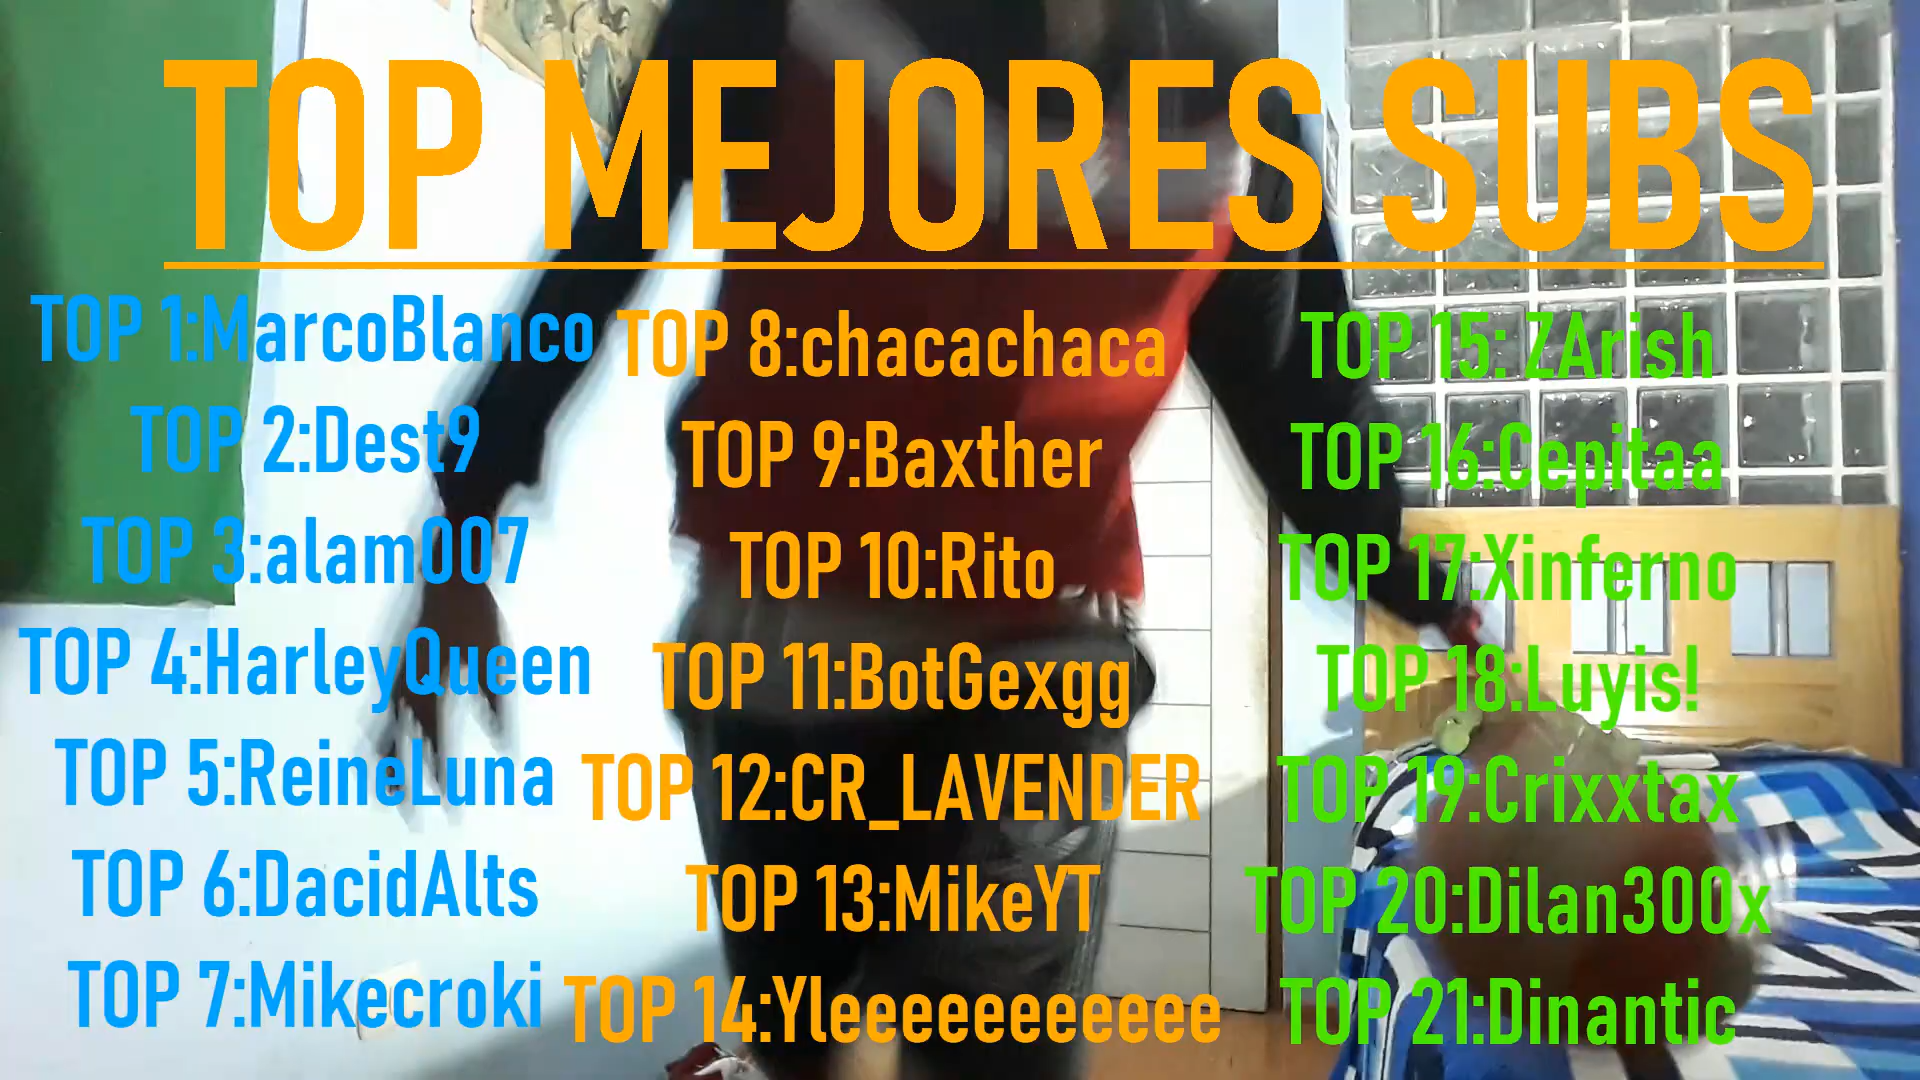 TOP MEJORES SUBS
TOP 1:MarcoBlanco
TOP 2:Dest9
TOP 3:alam007
TOP 4:HarleyQueen
TOP 5:ReineLuna
TOP 6:DacidAlts
TOP 7:Mikecroki
TOP 8:chacachaca
TOP 9:Baxther
TOP 10:Rito
TOP 11:BotGexgg
TOP 12:CR_LAVENDER
TOP 13:MikeYT
TOP 14:Yleeeeeeeeeee
TOP 15: ZArish
TOP 16:Cepitaa
TOP 17:Xinferno
TOP 18:Luyis!
TOP 19:Crixxtax
TOP 20:Dilan300x
TOP 21:Dinantic